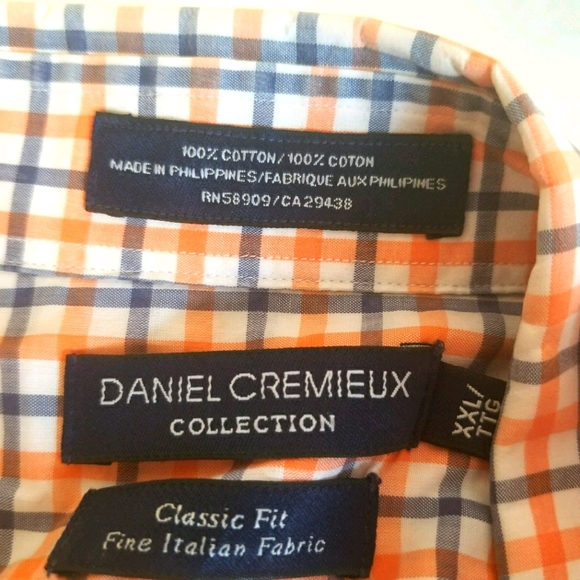 100% COTTON/100% COTON
MADE IN PHILIPPINES/FABRIQUE AUX PHILIPINES
RN58909/CA29438
DANIEL CREMIEUX
COLLECTION
XXL/
TTG
Classic Fit
Fine Italian Fabric